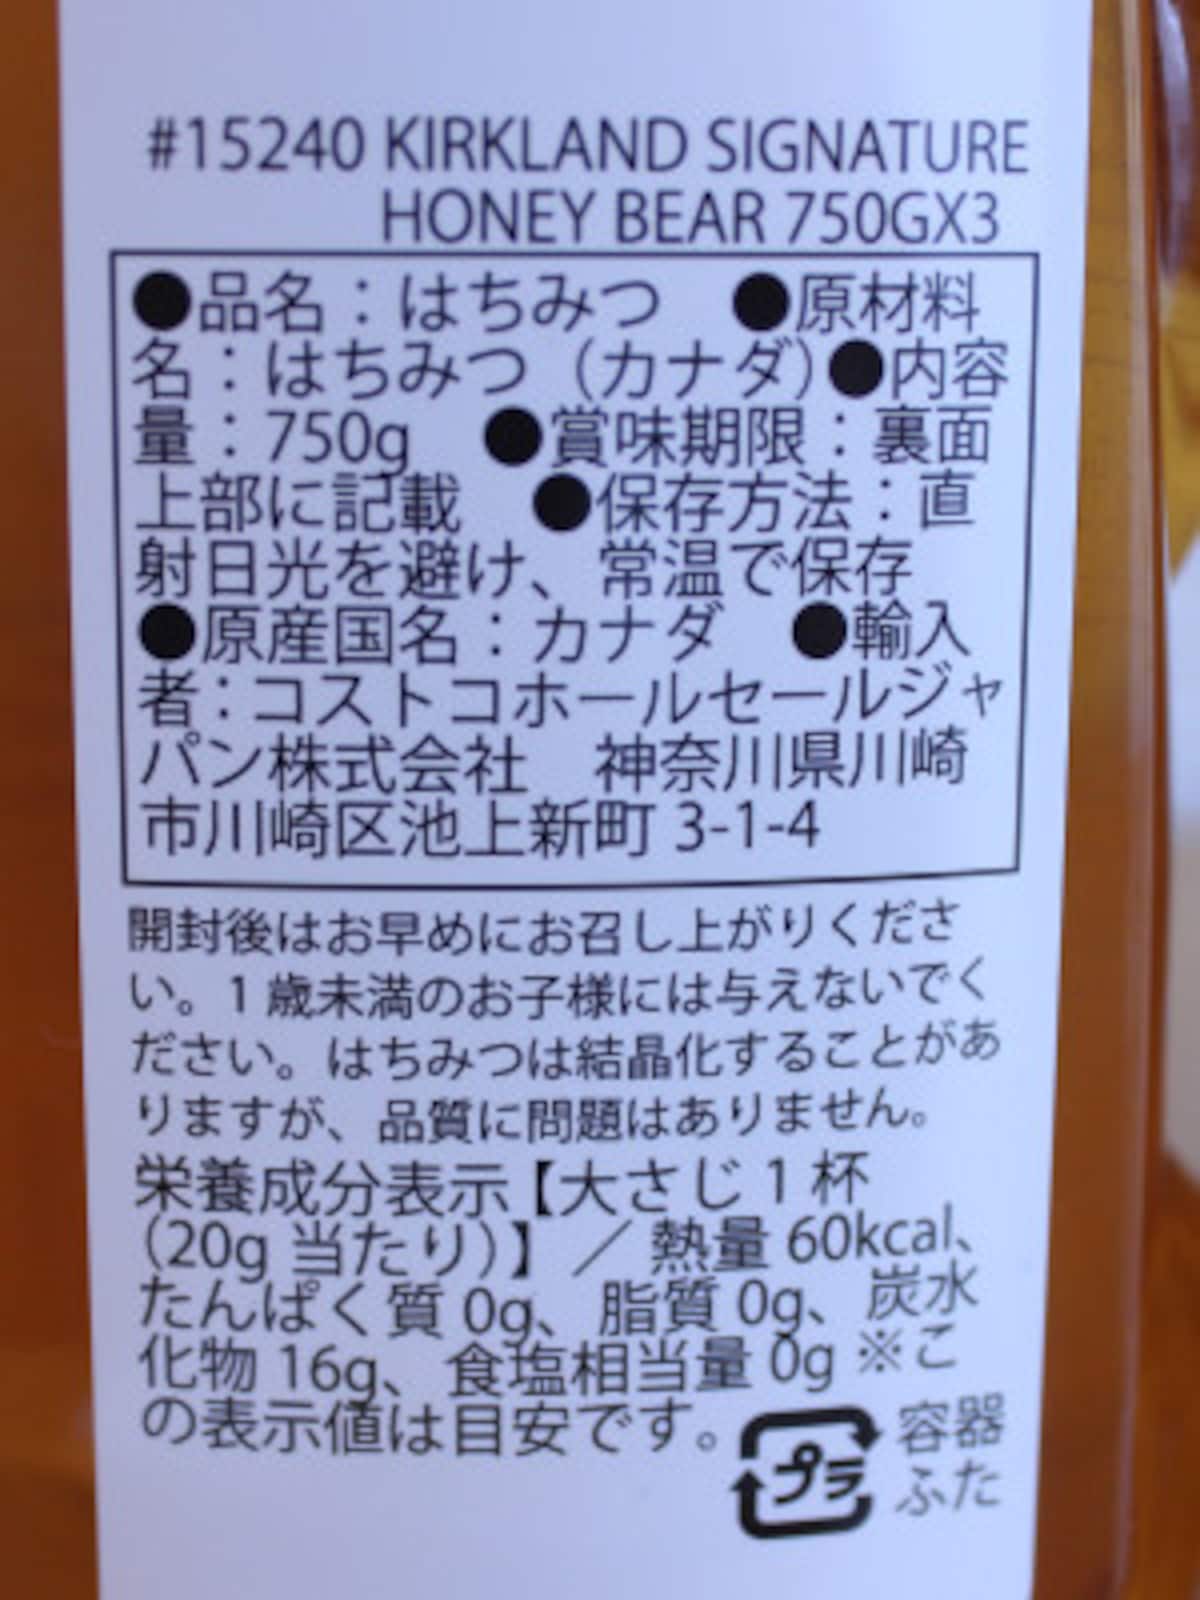 #15240 KIRKLAND SIGNATURE
HONEY BEAR 750GX3
●品名：はちみつ　●原材料
名：はちみつ（カナダ）●内容
量：750g　●賞味期限：裏面
上部に記載　●保存方法：直
射日光を避け、常温で保存
●原産国名：カナダ　●輸入
者：コストコホールセールジャ
パン株式会社　神奈川県川崎
市川崎区池上新町 3-1-4
開封後はお早めにお召し上がりくださ
い。1 歳未満のお子様には与えないでく
ださい。はちみつは結晶化することがあ
りますが、品質に問題はありません。
栄養成分表示【大さじ 1 杯
（20g 当たり）】／熱量 60kcal、
たんぱく質 0g、脂質 0g、炭水
化物 16g、食塩相当量 0g ※こ
の表示値は目安です。
プラ
容器
ふた